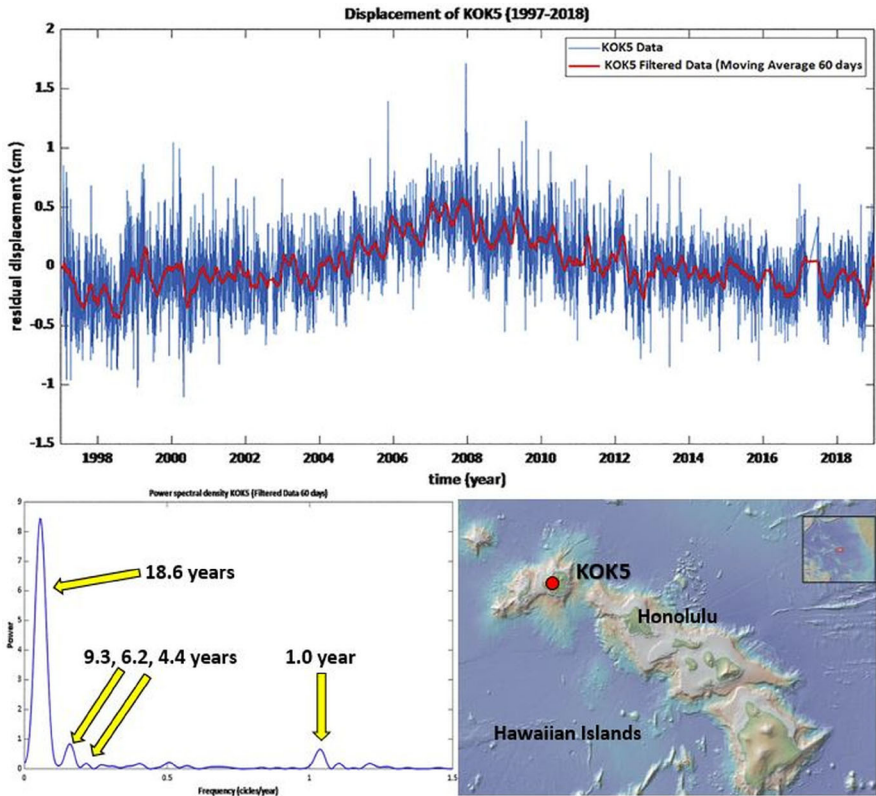 Displacement of KOK5 (1997-2018)
2
1.5
1
0.5
0
-0.5
-1
-1.5
residual displacement (cm)
KOK5 Data
KOK5 Filtered Data (Moving Average 60 days
1998 2000 2002 2004 2006 2008 2010 2012 2014 2016 2018
time (year)
Power spectral density KOK5 (Filtered Data 60 days)
9
8
7
6
5
4
3
2
1
0
Power
18.6 years
9.3, 6.2, 4.4 years
1.0 year
0 0.5 1 1.5
Frequency (cicles/year)
KOK5
Honolulu
Hawaiian Islands